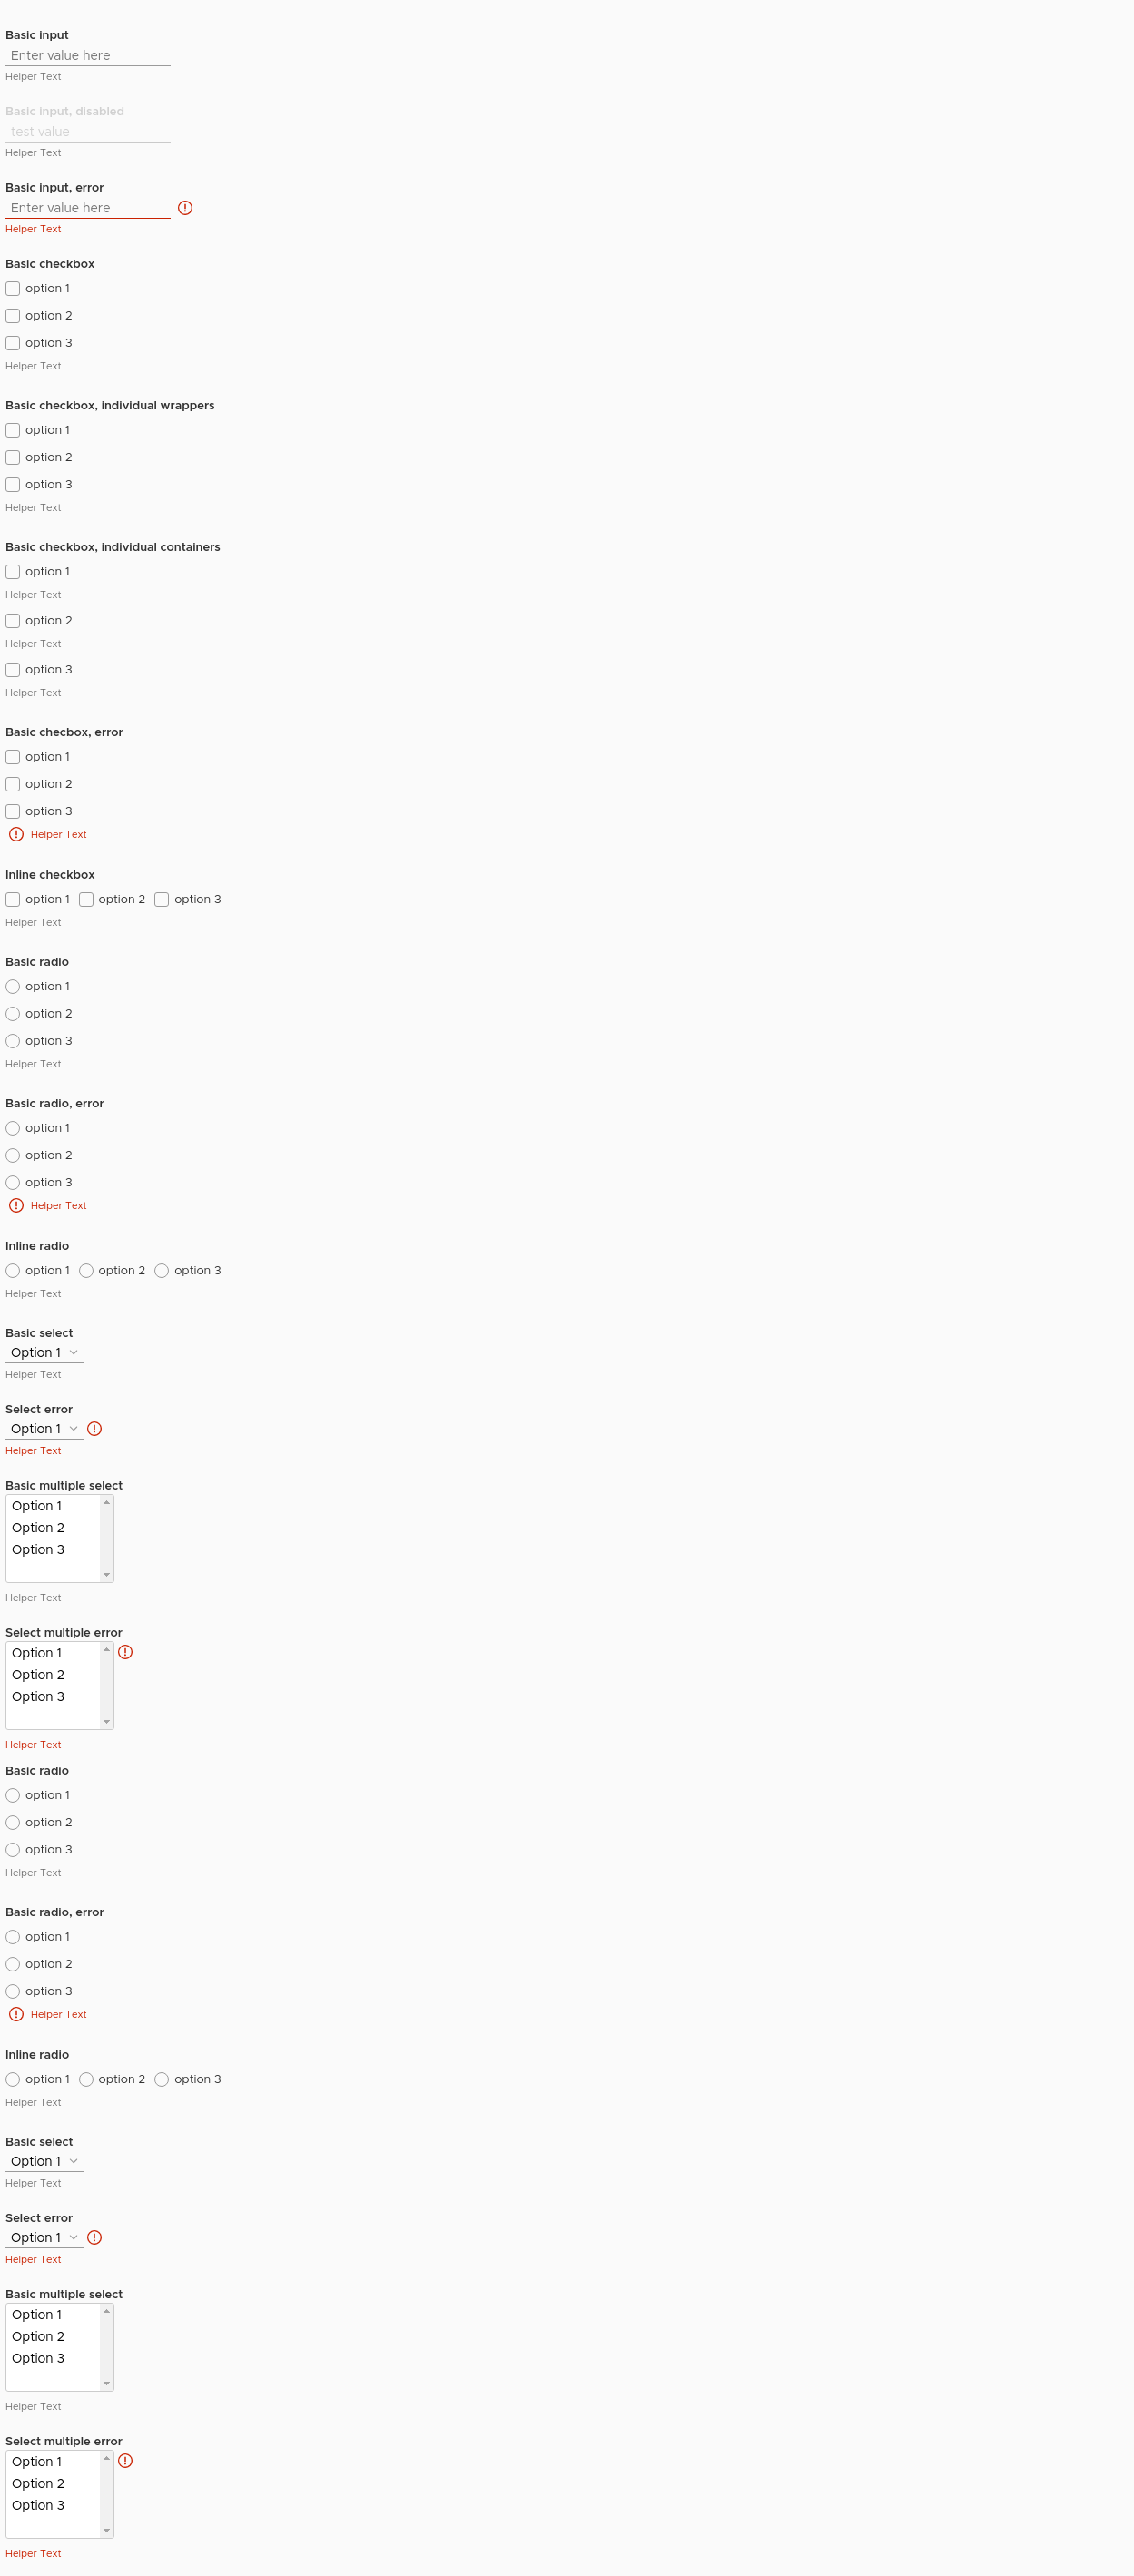 Basic input
Enter value here
Helper Text
Basic input, disabled
test value
Helper Text
Basic input, error
Enter value here
Helper Text
Basic checkbox
option 1
option 2
option 3
Helper Text
Basic checkbox, individual wrappers
option 1
option 2
option 3
Helper Text
Basic checkbox, individual containers
option 1
Helper Text
option 2
Helper Text
option 3
Helper Text
Basic checbox, error
option 1
option 2
option 3
Helper Text
Inline checkbox
option 1 option 2 option 3
Helper Text
Basic radio
option 1
option 2
option 3
Helper Text
Basic radio, error
option 1
option 2
option 3
Helper Text
Inline radio
option 1 option 2 option 3
Helper Text
Basic select
Option 1
Helper Text
Select error
Option 1
Helper Text
Basic multiple select
Option 1
Option 2
Option 3
Helper Text
Select multiple error
Option 1
Option 2
Option 3
Helper Text
Basic radio
option 1
option 2
option 3
Helper Text
Basic radio, error
option 1
option 2
option 3
Helper Text
Inline radio
option 1 option 2 option 3
Helper Text
Basic select
Option 1
Helper Text
Select error
Option 1
Helper Text
Basic multiple select
Option 1
Option 2
Option 3
Helper Text
Select multiple error
Option 1
Option 2
Option 3
Helper Text